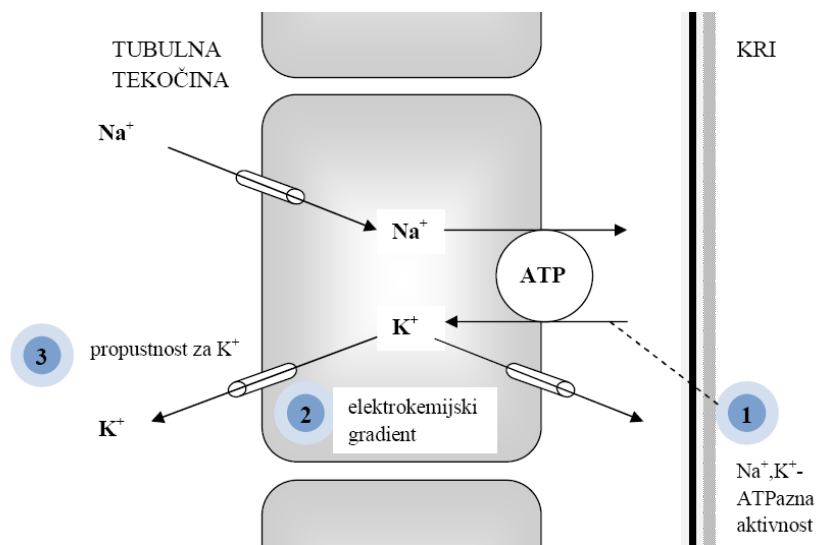 TUBULNA
TEKOČINA
KRI
Na⁺
Na⁺
ATP
K⁺
3
propustnost za K⁺
K⁺
2
elektrokemijski
gradient
1
Na⁺,K⁺-
ATPazna
aktivnost